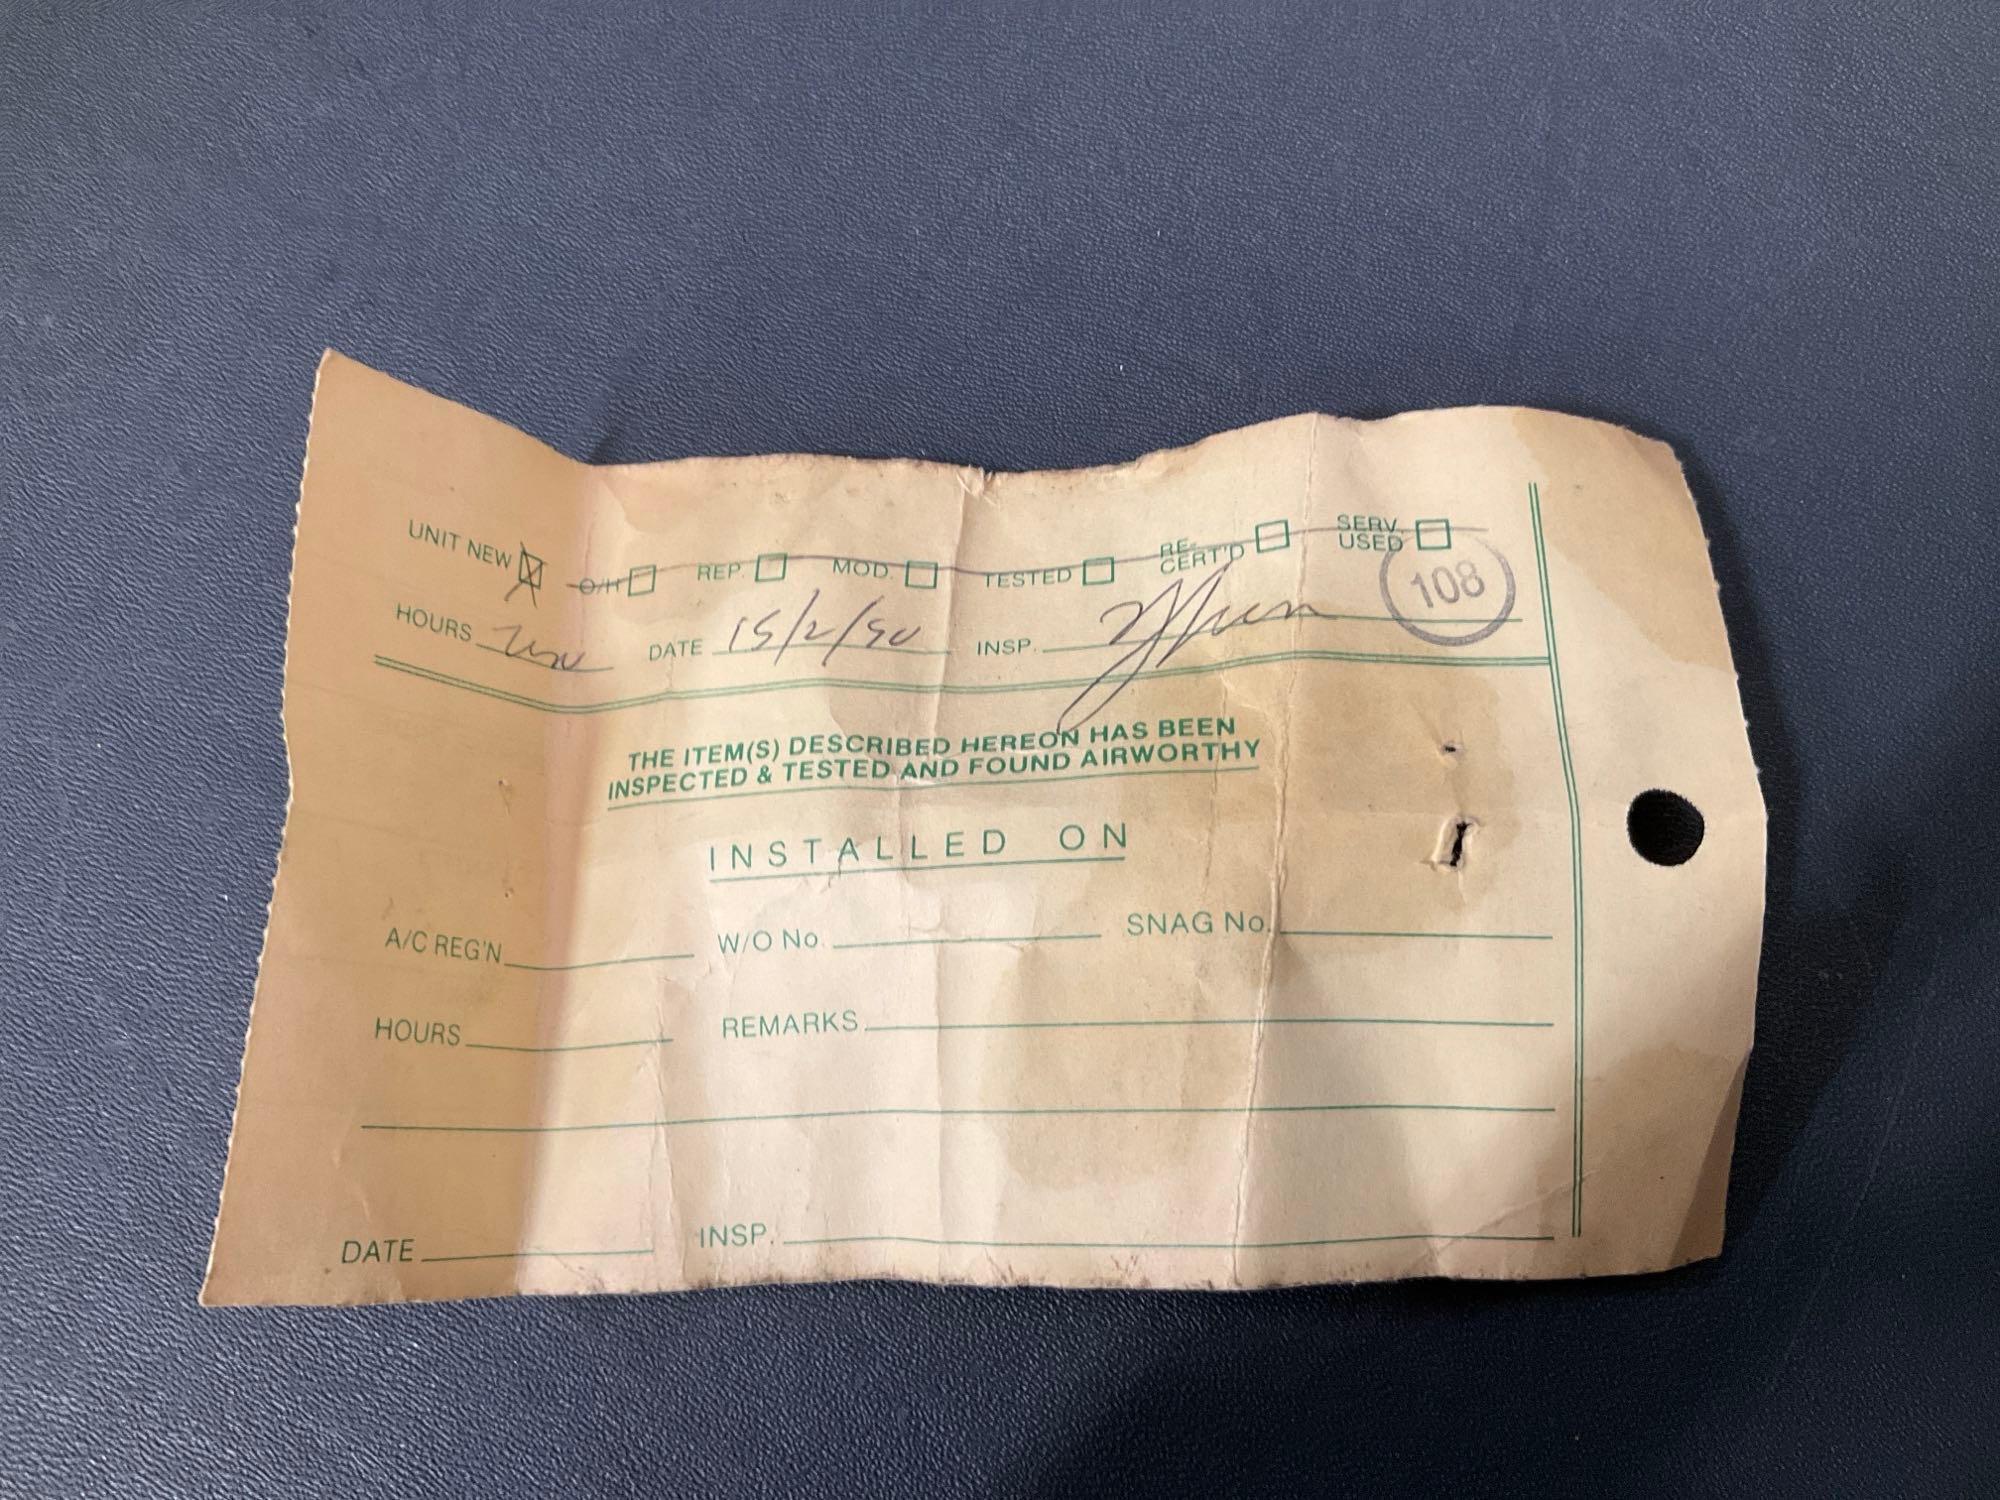 UNIT NEW O/H REP. MOD. TESTED RE-CERT'D SERV. USED
HOURS DATE 15/2/90 INSP. 108
THE ITEM(S) DESCRIBED HEREON HAS BEEN
INSPECTED & TESTED AND FOUND AIRWORTHY
INSTALLED ON
A/C REG'N W/O No. SNAG No.
HOURS REMARKS
DATE INSP.